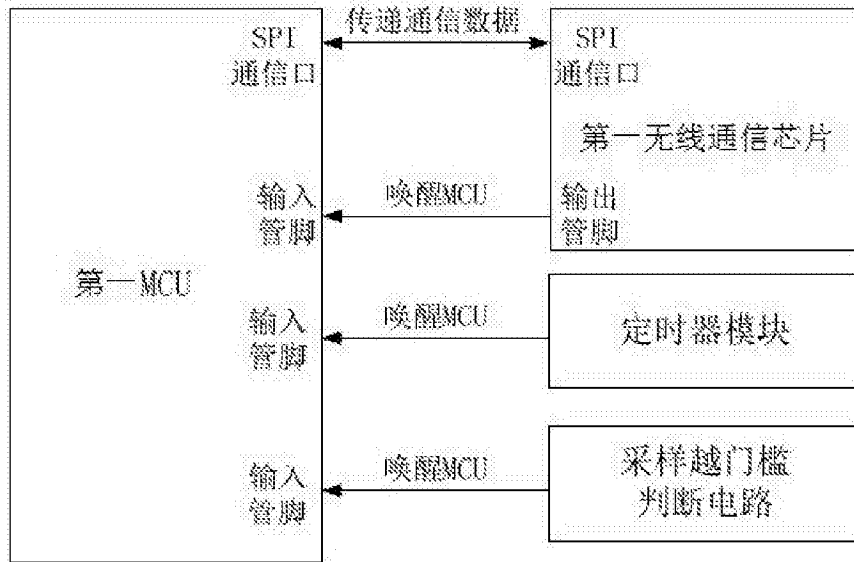 传递通信数据
SPI
通信口
SPI
通信口
第一无线通信芯片
输入
管脚
唤醒MCU
输出
管脚
第一MCU
输入
管脚
唤醒MCU
定时器模块
输入
管脚
唤醒MCU
采样越门槛
判断电路